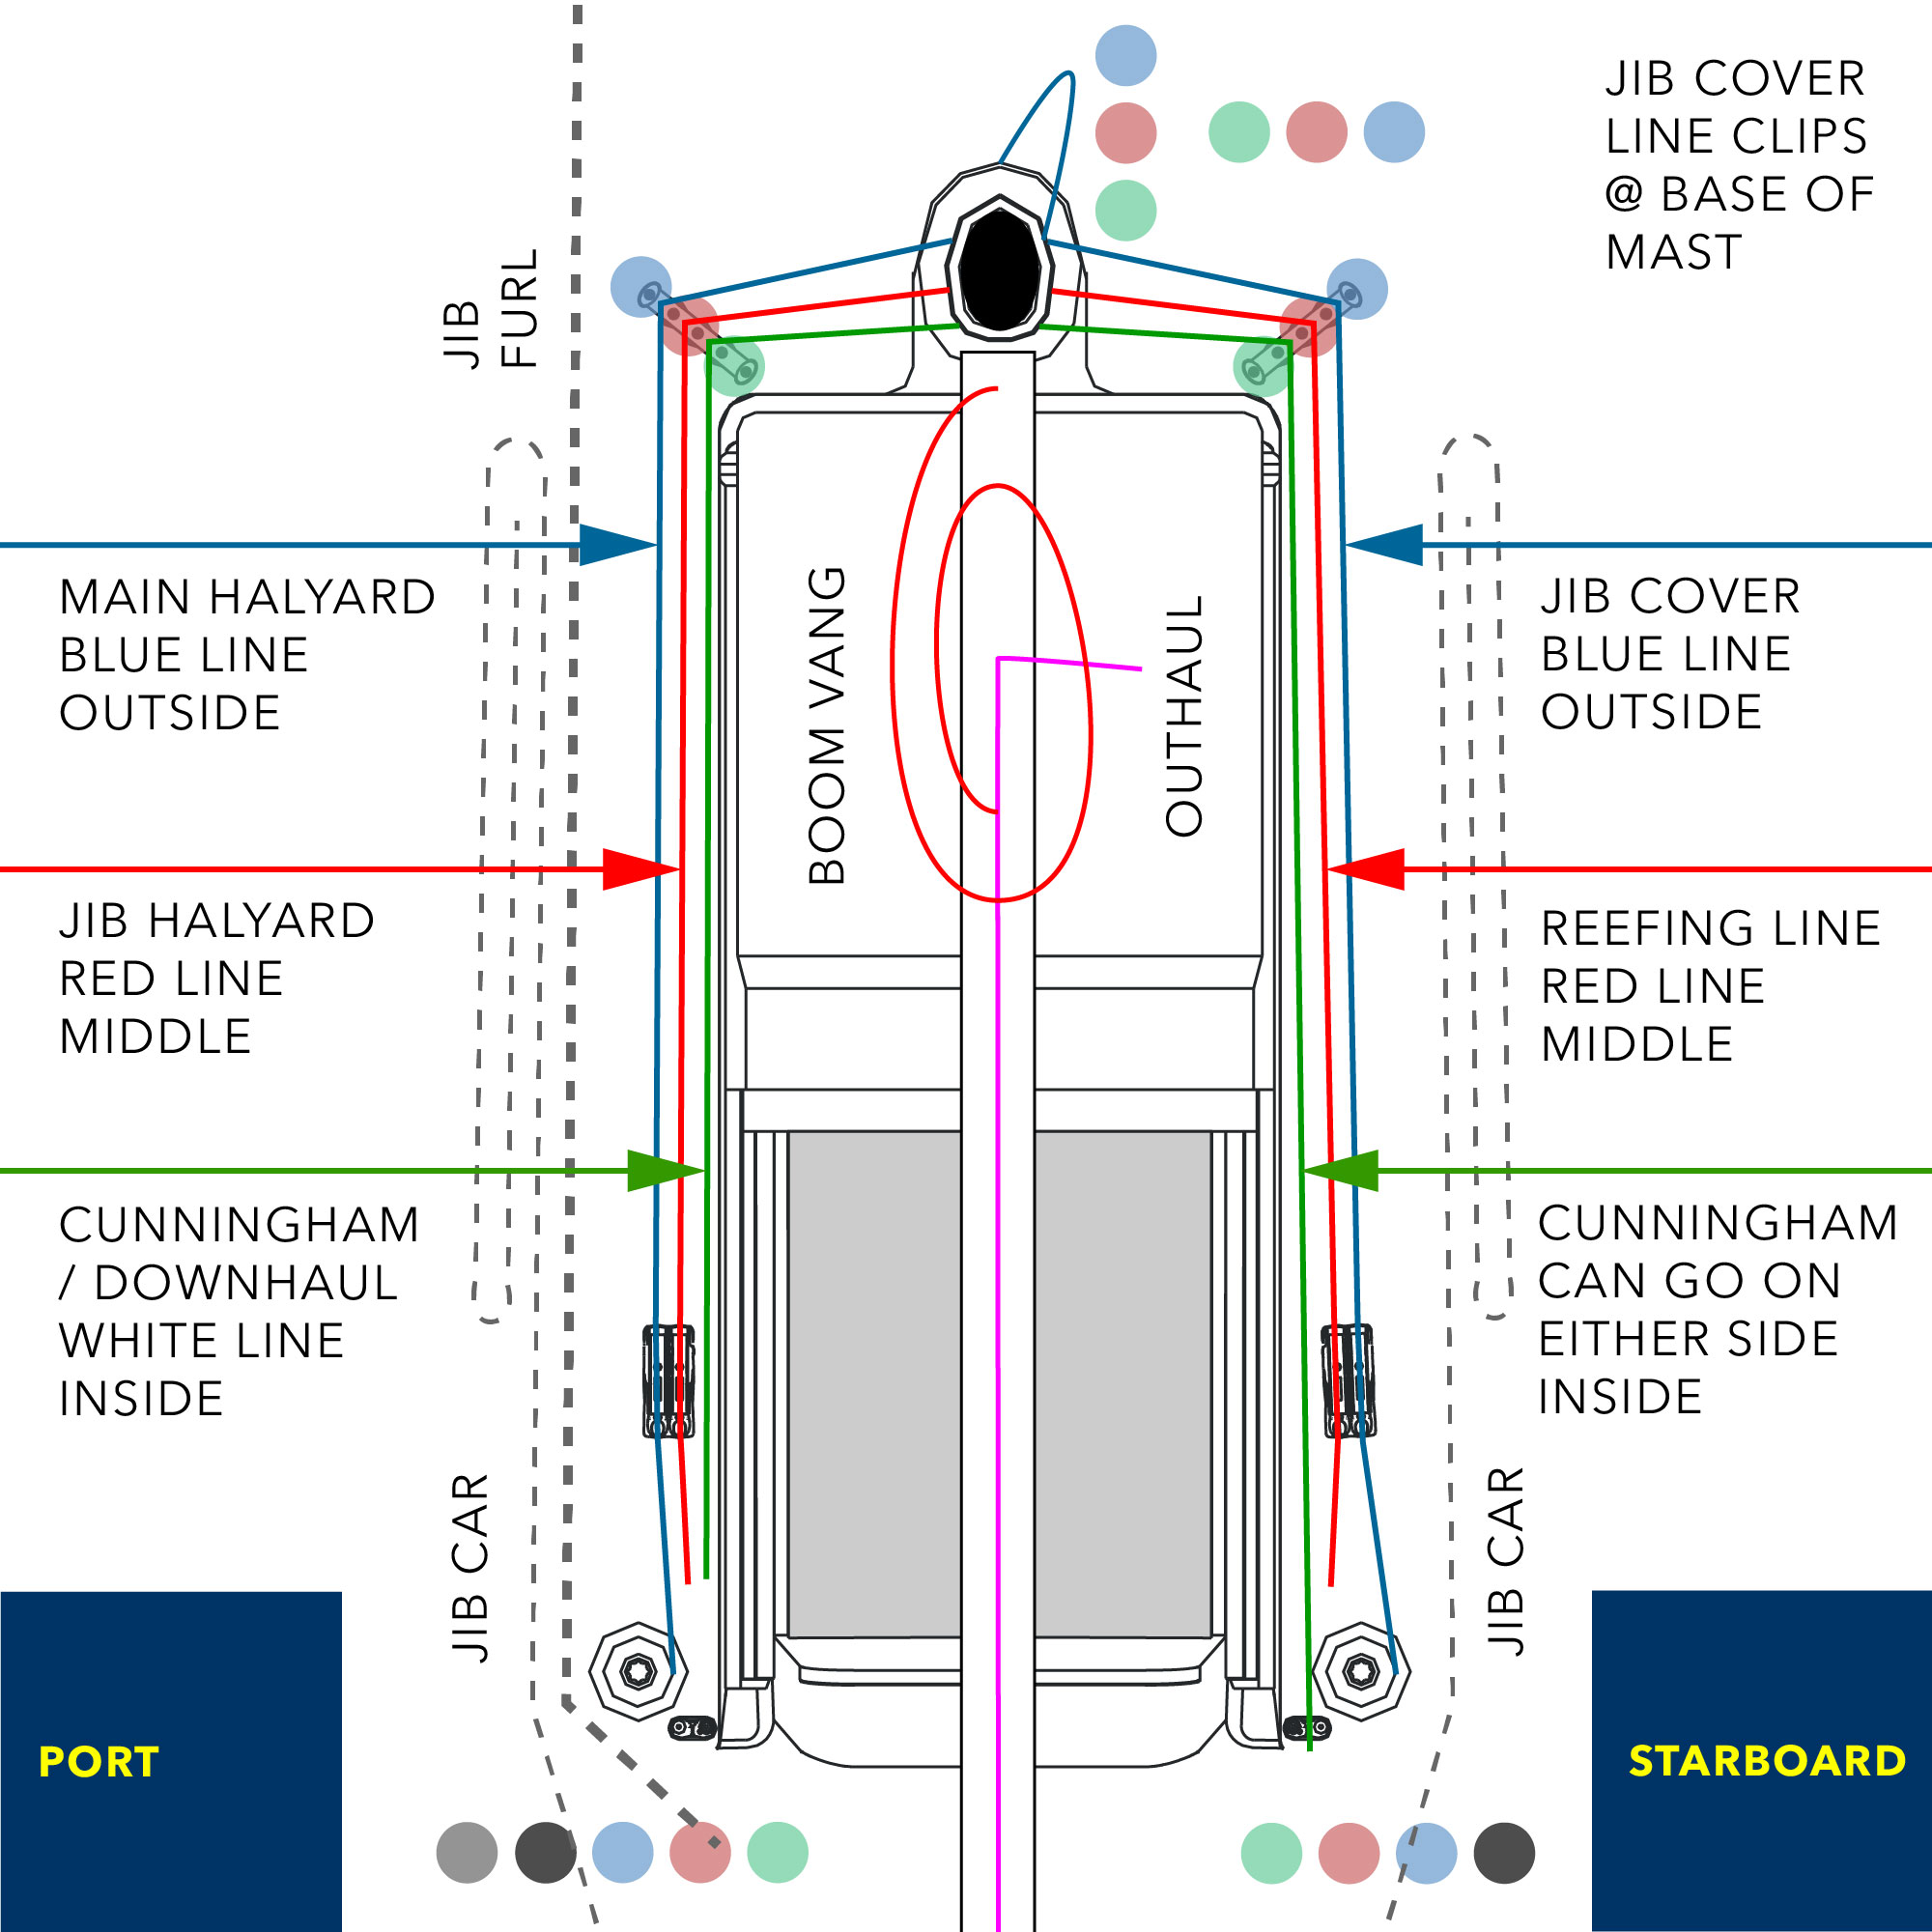 JIB COVER
LINE CLIPS
@ BASE OF
MAST
JIB
FURL
MAIN HALYARD
BLUE LINE
OUTSIDE
BOOM VANG
OUTHAUL
JIB COVER
BLUE LINE
OUTSIDE
JIB HALYARD
RED LINE
MIDDLE
REEFING LINE
RED LINE
MIDDLE
CUNNINGHAM
/ DOWNHAUL
WHITE LINE
INSIDE
CUNNINGHAM
CAN GO ON
EITHER SIDE
INSIDE
JIB CAR
JIB CAR
PORT
STARBOARD